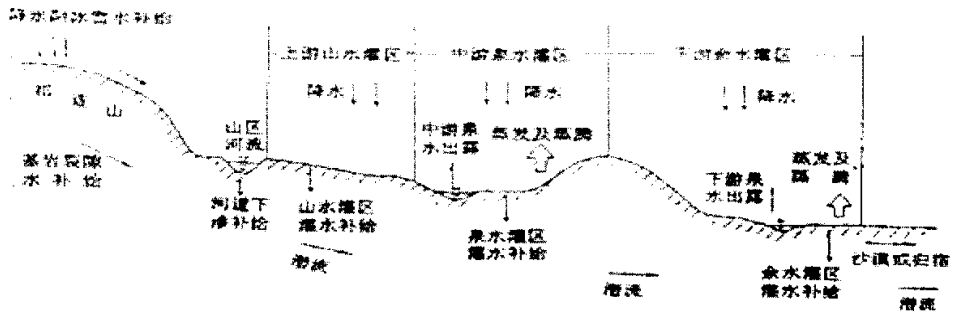 降水融冰雪水补给
上游山水灌区
中游泉水灌区
下游余水灌区
降水
降水
降水
祁连山
山区
河流
中游泉
水出露
蒸发及蒸腾
蒸发及
蒸腾
下游泉
水出露
基岩裂隙
水补给
河道下
渗补给
山水灌区
灌水补给
泉水灌区
灌水补给
余水灌区
灌水补给
沙漠或归宿
潜流
潜流
潜流